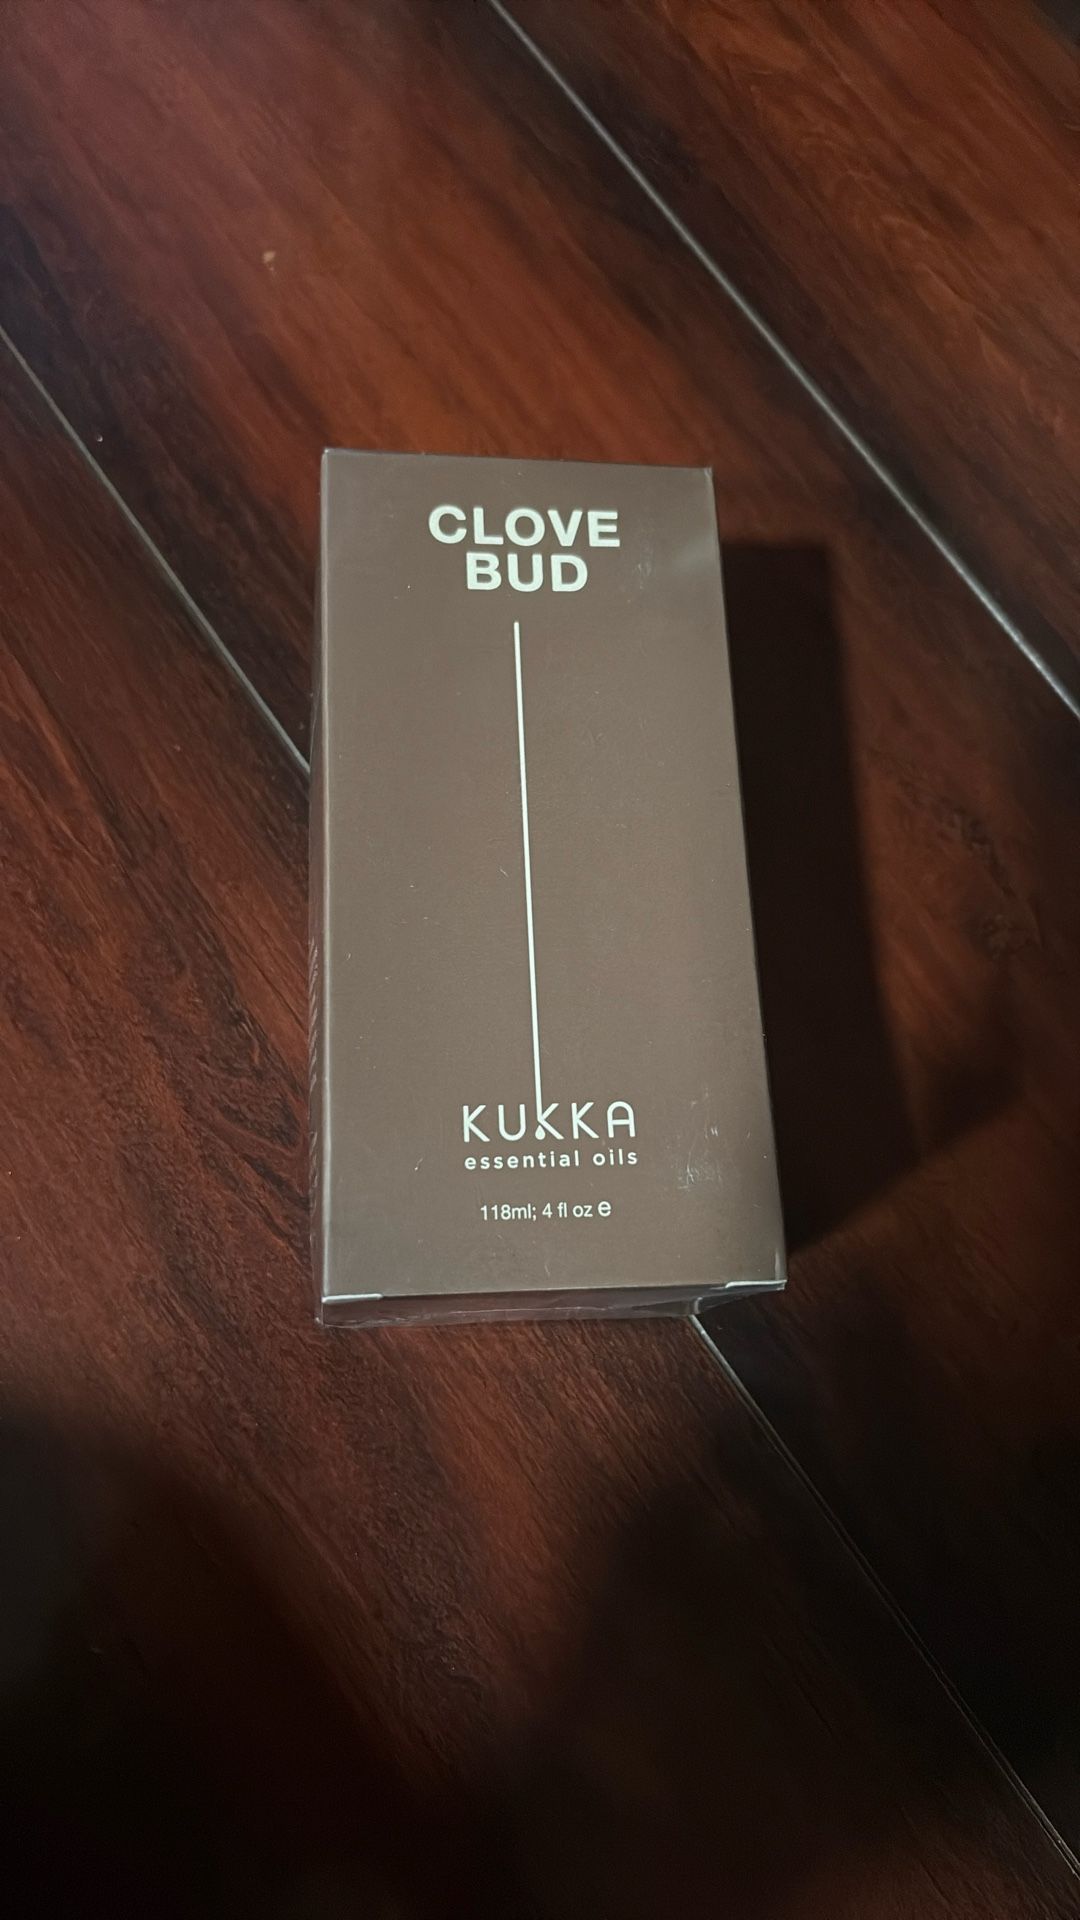 CLOVE
BUD
KUKKA
essential oils
118ml; 4 fl oz ℮